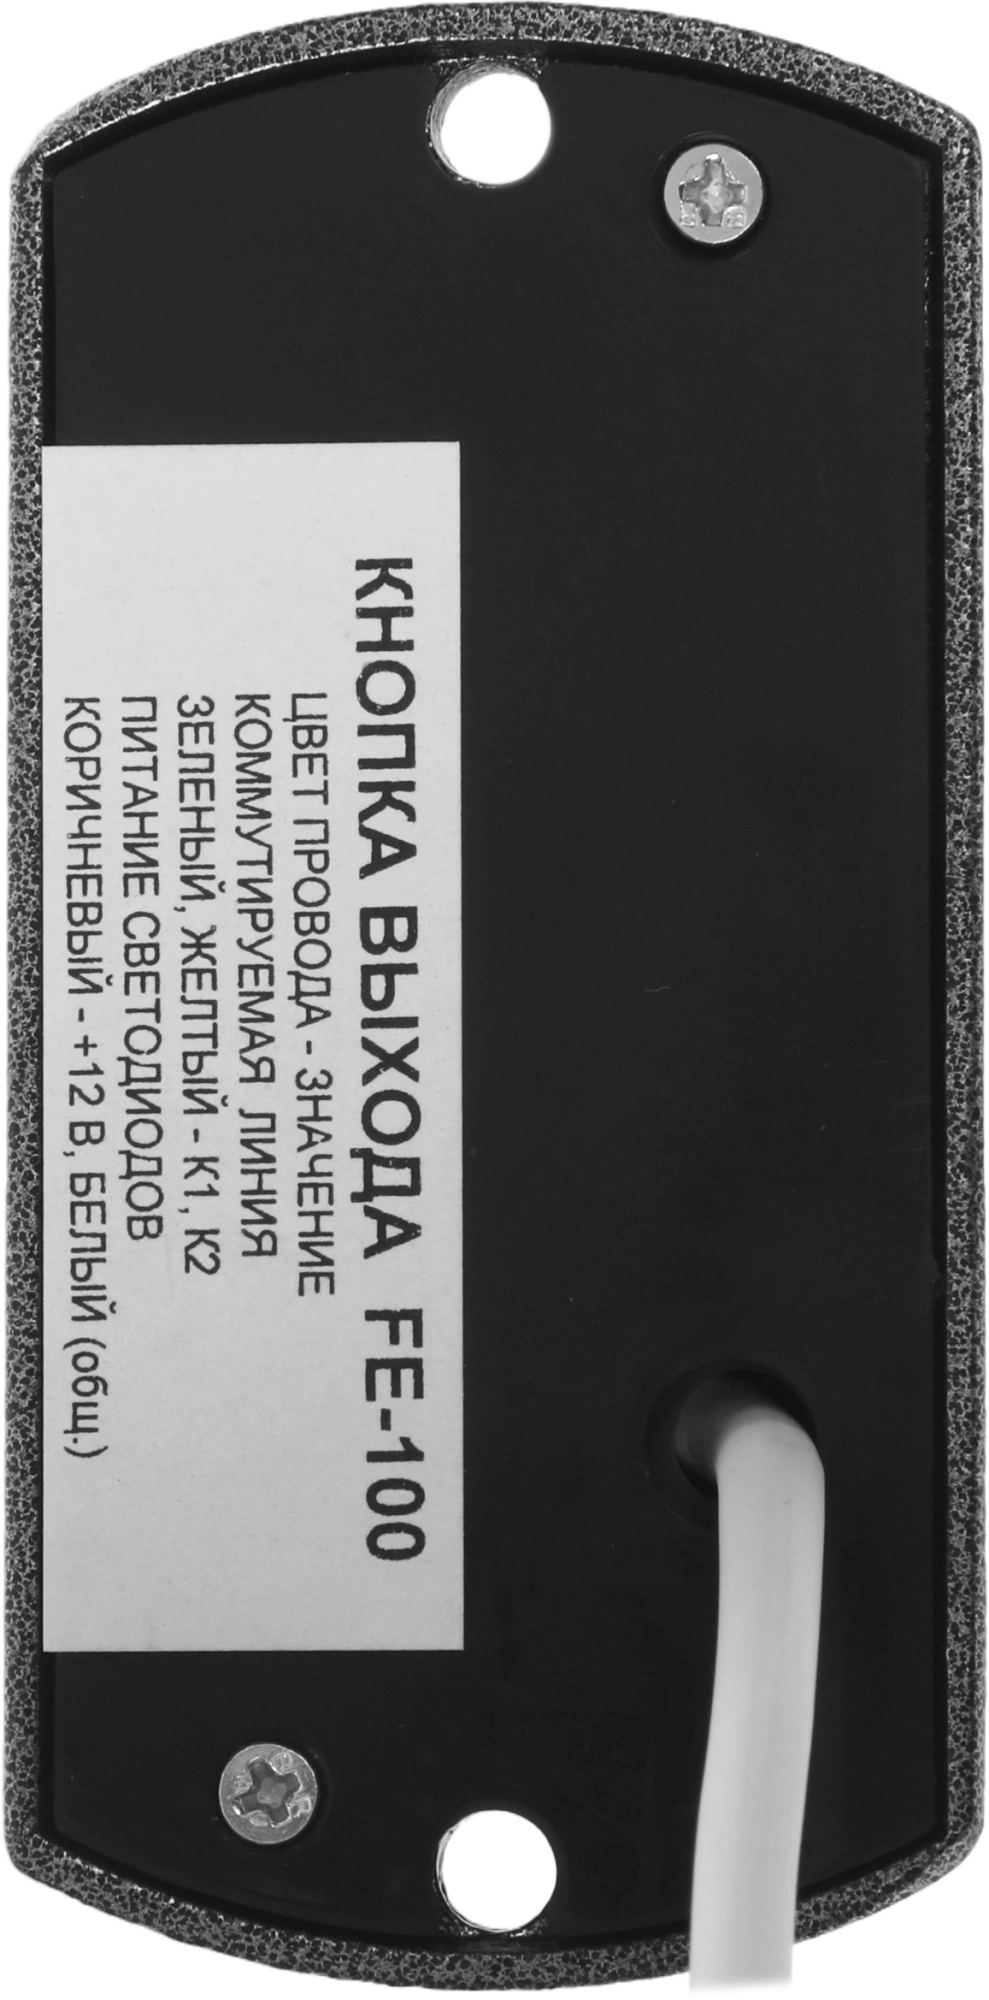 КНОПКА ВЫХОДА FE-100
ЦВЕТ ПРОВОДА - ЗНАЧЕНИЕ
КОММУТИРУЕМАЯ ЛИНИЯ
ЗЕЛЕНЫЙ, ЖЕЛТЫЙ - К1, К2
ПИТАНИЕ СВЕТОДИОДОВ
КОРИЧНЕВЫЙ - +12 В, БЕЛЫЙ (общ.)